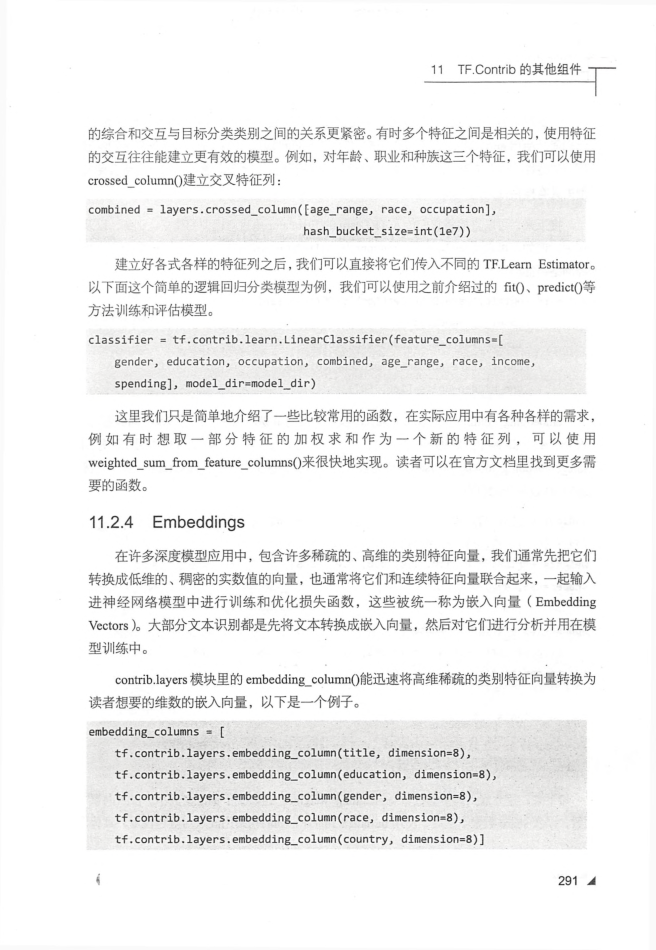 11 TF.Contrib 的其他组件
的综合和交互与目标分类类别之间的关系更紧密。有时多个特征之间是相关的，使用特征
的交互往往能建立更有效的模型。例如，对年龄、职业和种族这三个特征，我们可以使用
crossed_column()建立交叉特征列：
combined = layers.crossed_column([age_range, race, occupation],
hash_bucket_size=int(1e7))
建立好各式各样的特征列之后，我们可以直接将它们传入不同的 TF.Learn Estimator。
以下面这个简单的逻辑回归分类模型为例，我们可以使用之前介绍过的 fit()、predict()等
方法训练和评估模型。
classifier = tf.contrib.learn.LinearClassifier(feature_columns=[
gender, education, occupation, combined, age_range, race, income,
spending], model_dir=model_dir)
这里我们只是简单地介绍了一些比较常用的函数，在实际应用中有各种各样的需求，
例如有时想取一部分特征的加权求和作为一个新的特征列，可以使用
weighted_sum_from_feature_columns()来很快地实现。读者可以在官方文档里找到更多需
要的函数。
11.2.4 Embeddings
在许多深度模型应用中，包含许多稀疏的、高维的类别特征向量，我们通常先把它们
转换成低维的、稠密的实数值的向量，也通常将它们和连续特征向量联合起来，一起输入
进神经网络模型中进行训练和优化损失函数，这些被统一称为嵌入向量（Embedding
Vectors）。大部分文本识别都是先将文本转换成嵌入向量，然后对它们进行分析并用在模
型训练中。
contrib.layers 模块里的 embedding_column()能迅速将高维稀疏的类别特征向量转换为
读者想要的维数的嵌入向量，以下是一个例子。
embedding_columns = [
tf.contrib.layers.embedding_column(title, dimension=8),
tf.contrib.layers.embedding_column(education, dimension=8),
tf.contrib.layers.embedding_column(gender, dimension=8),
tf.contrib.layers.embedding_column(race, dimension=8),
tf.contrib.layers.embedding_column(country, dimension=8)]
291